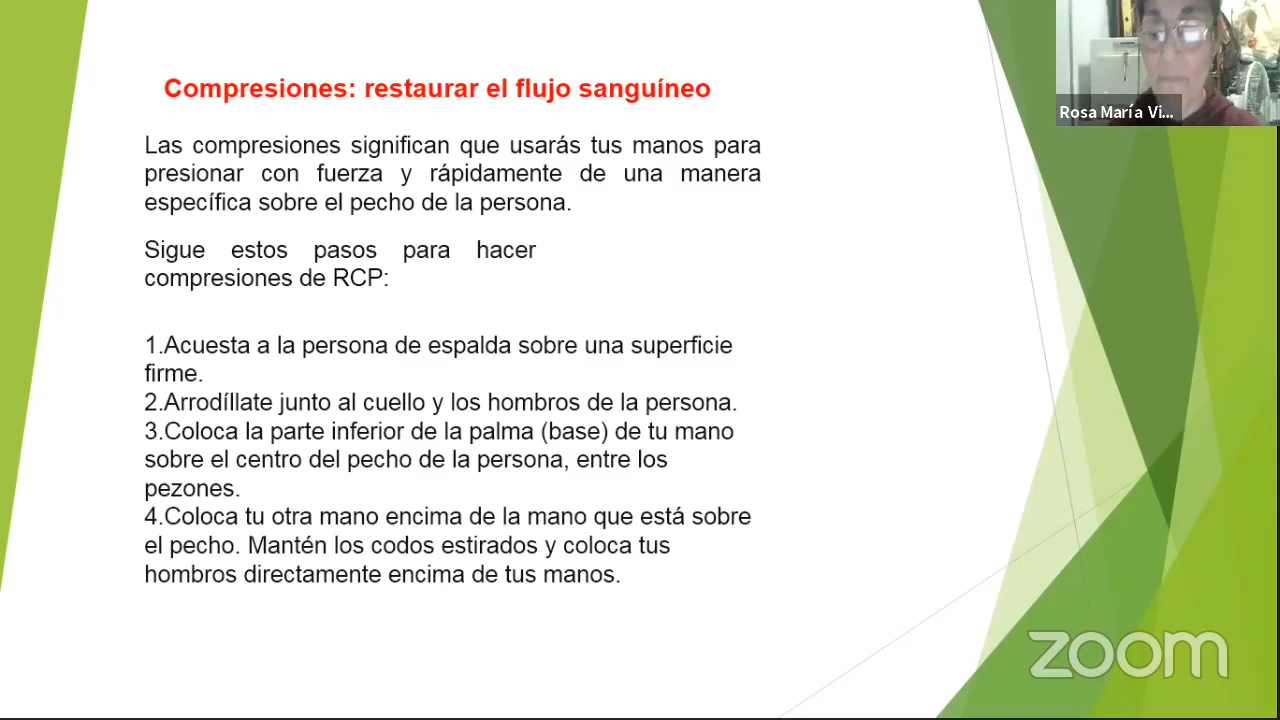 Compresiones: restaurar el flujo sanguíneo
Las compresiones significan que usarás tus manos para
presionar con fuerza y rápidamente de una manera
específica sobre el pecho de la persona.
Sigue estos pasos para hacer
compresiones de RCP:
1.Acuesta a la persona de espalda sobre una superficie
firme.
2.Arrodíllate junto al cuello y los hombros de la persona.
3.Coloca la parte inferior de la palma (base) de tu mano
sobre el centro del pecho de la persona, entre los
pezones.
4.Coloca tu otra mano encima de la mano que está sobre
el pecho. Mantén los codos estirados y coloca tus
hombros directamente encima de tus manos.
Rosa María Vi...
zoom